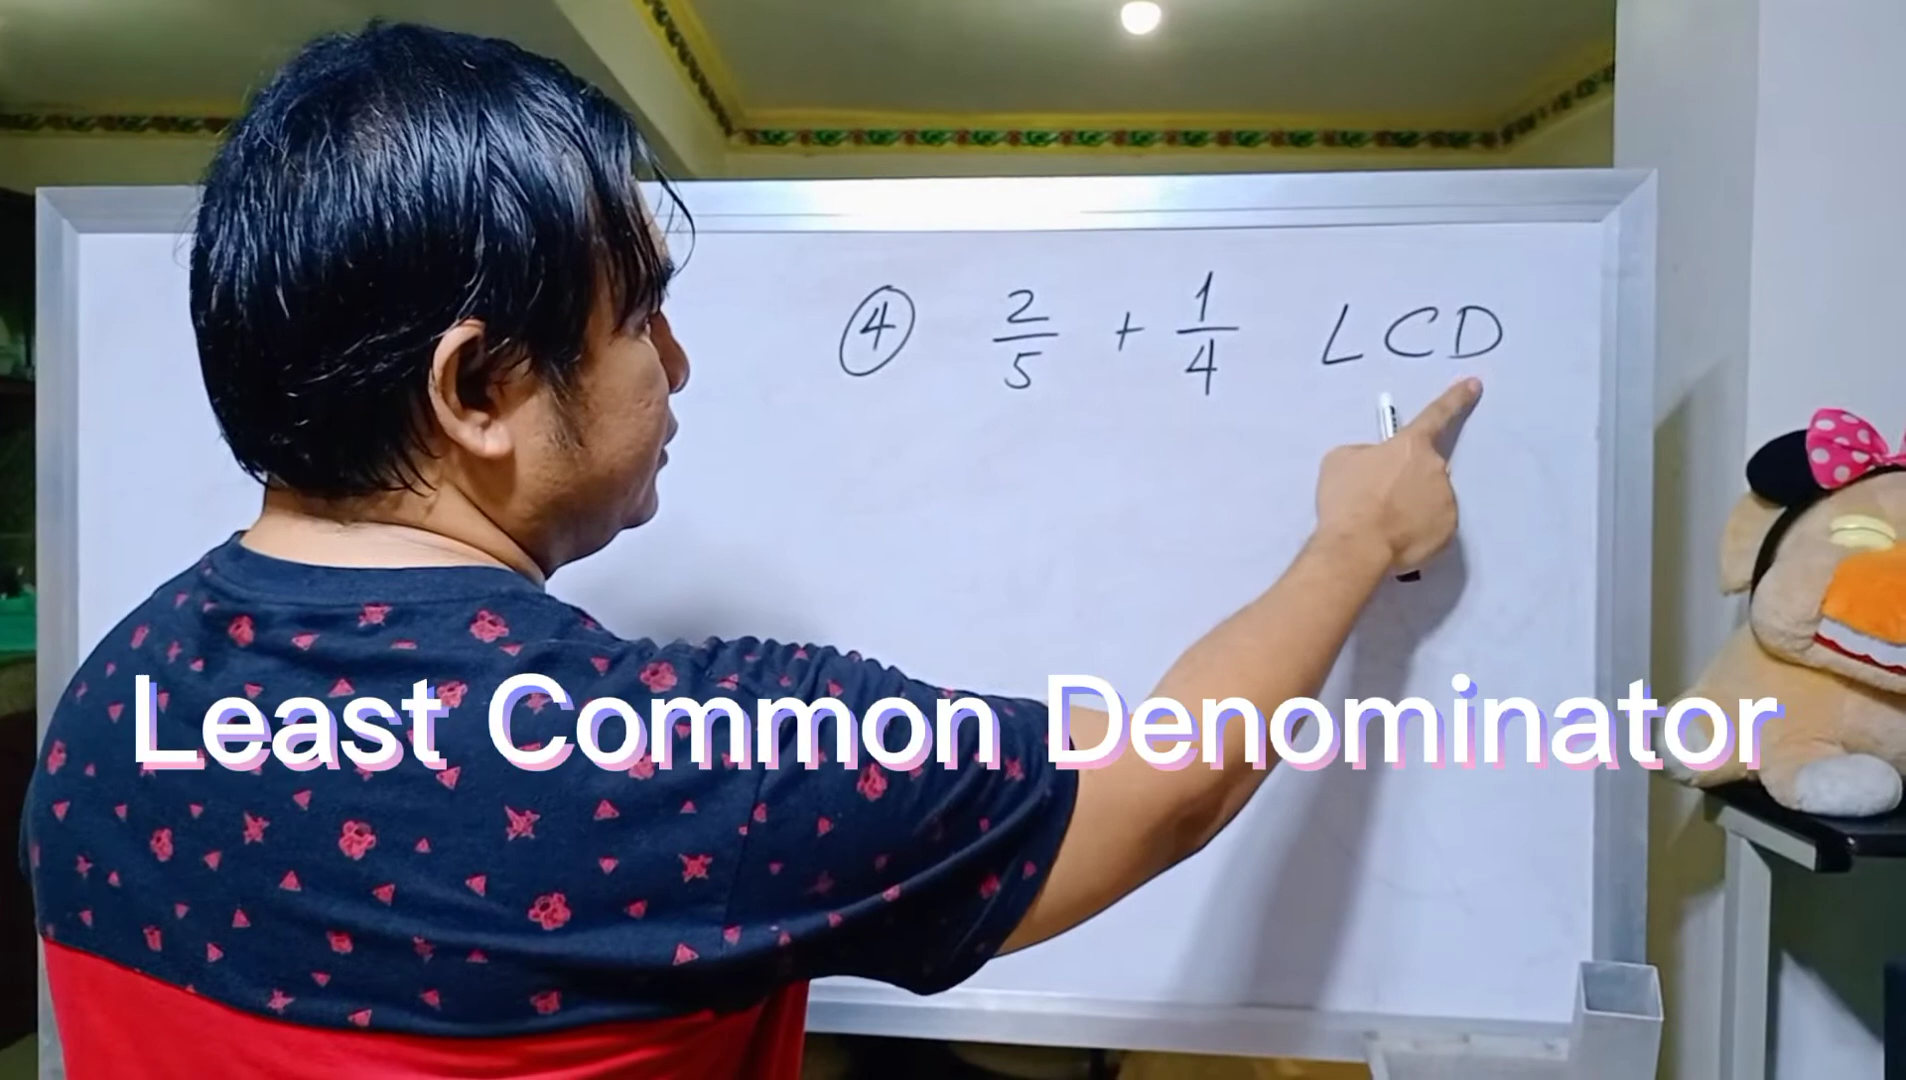 ④ 2/5 + 1/4 LCD
Least Common Denominator